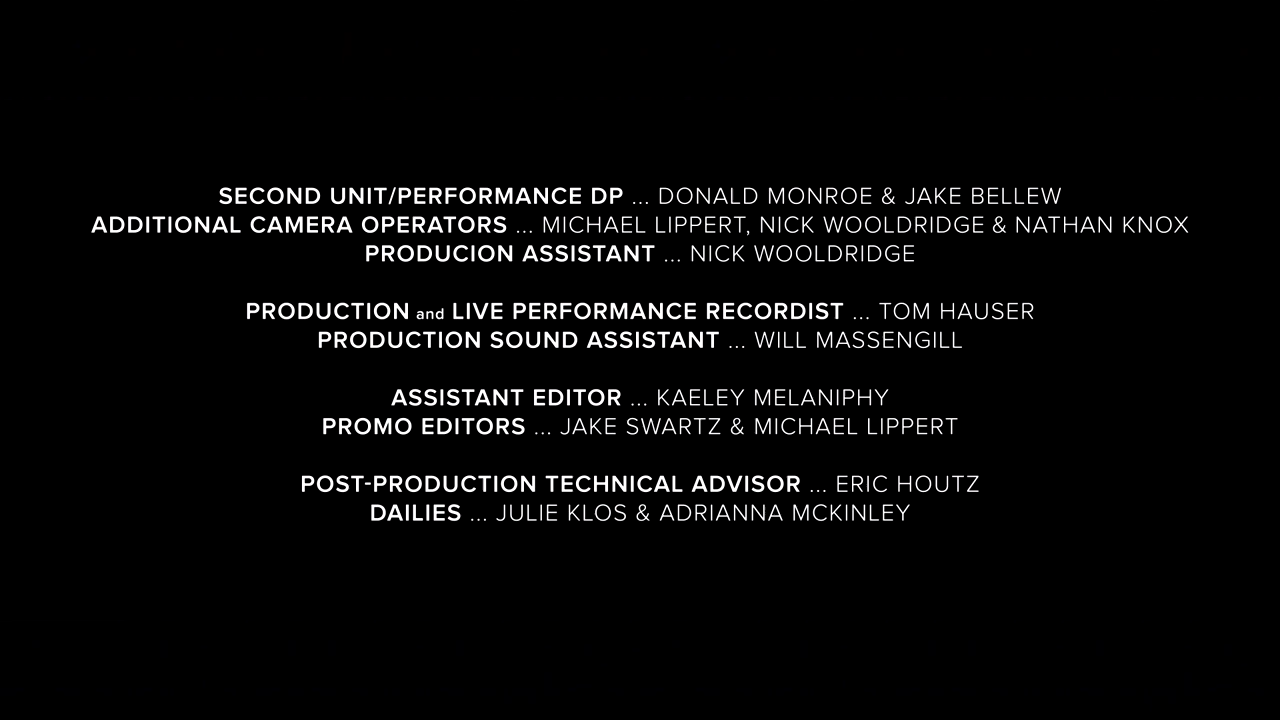 SECOND UNIT/PERFORMANCE DP ... DONALD MONROE & JAKE BELLEW
ADDITIONAL CAMERA OPERATORS ... MICHAEL LIPPERT, NICK WOOLDRIDGE & NATHAN KNOX
PRODUCION ASSISTANT ... NICK WOOLDRIDGE
PRODUCTION and LIVE PERFORMANCE RECORDIST ... TOM HAUSER
PRODUCTION SOUND ASSISTANT ... WILL MASSENGILL
ASSISTANT EDITOR ... KAELEY MELANIPHY
PROMO EDITORS ... JAKE SWARTZ & MICHAEL LIPPERT
POST-PRODUCTION TECHNICAL ADVISOR ... ERIC HOUTZ
DAILIES ... JULIE KLOS & ADRIANNA MCKINLEY